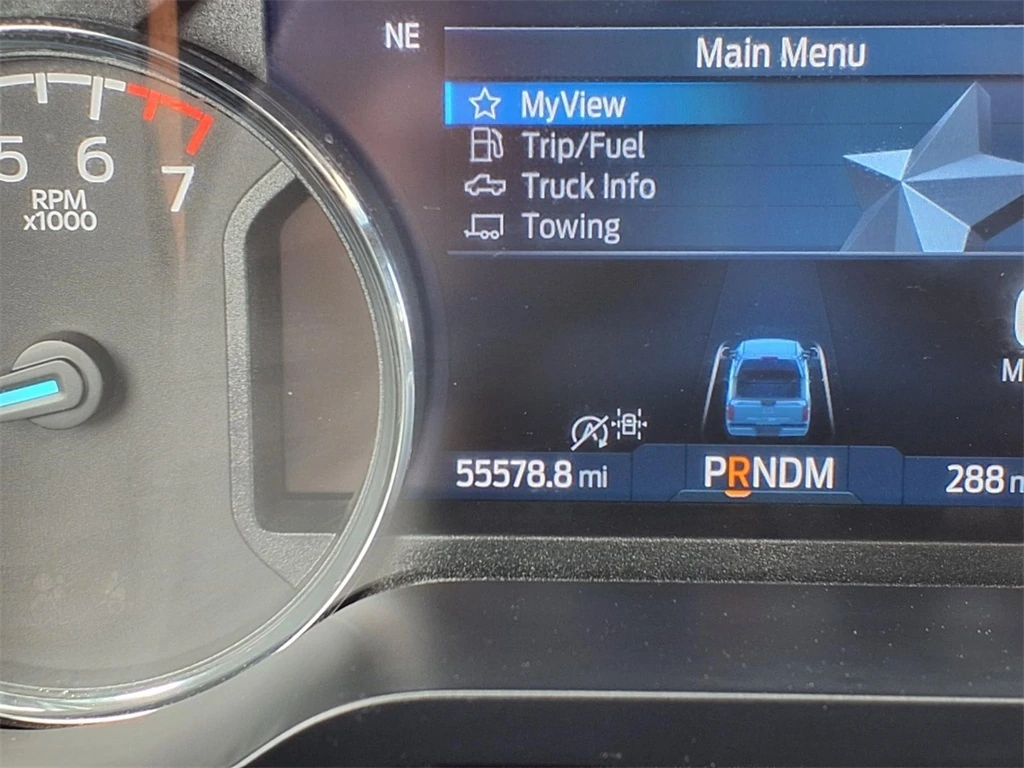 NE
Main Menu
MyView
Trip/Fuel
Truck Info
Towing
5 6 7
RPM
x1000
A
55578.8 mi
PRNDM
288